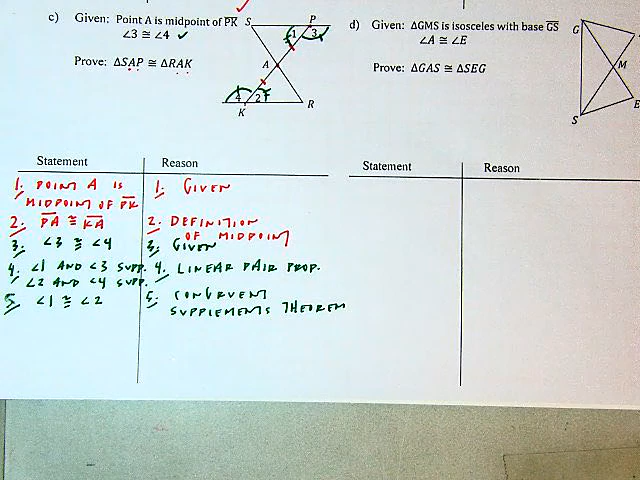 c) Given: Point A is midpoint of PK
∠3 ≅ ∠4 ✓
Prove: ΔSAP ≅ ΔRAK
S P
1 3
A
4 2
K R
d) Given: ΔGMS is isosceles with base GS
∠A ≅ ∠E
Prove: ΔGAS ≅ ΔSEG
G
M
E
S
Statement Reason
1. POINT A IS MIDPOINT OF PK 1. GIVEN
2. PA ≅ KA 2. DEFINITION OF MIDPOINT
3. ∠3 ≅ ∠4 3. GIVEN
4. ∠1 AND ∠3 SUPP. 4. LINEAR PAIR PROP.
∠2 AND ∠4 SUPP.
5. ∠1 ≅ ∠2 5. CONGRUENT
SUPPLEMENTS THEOREM
Statement Reason